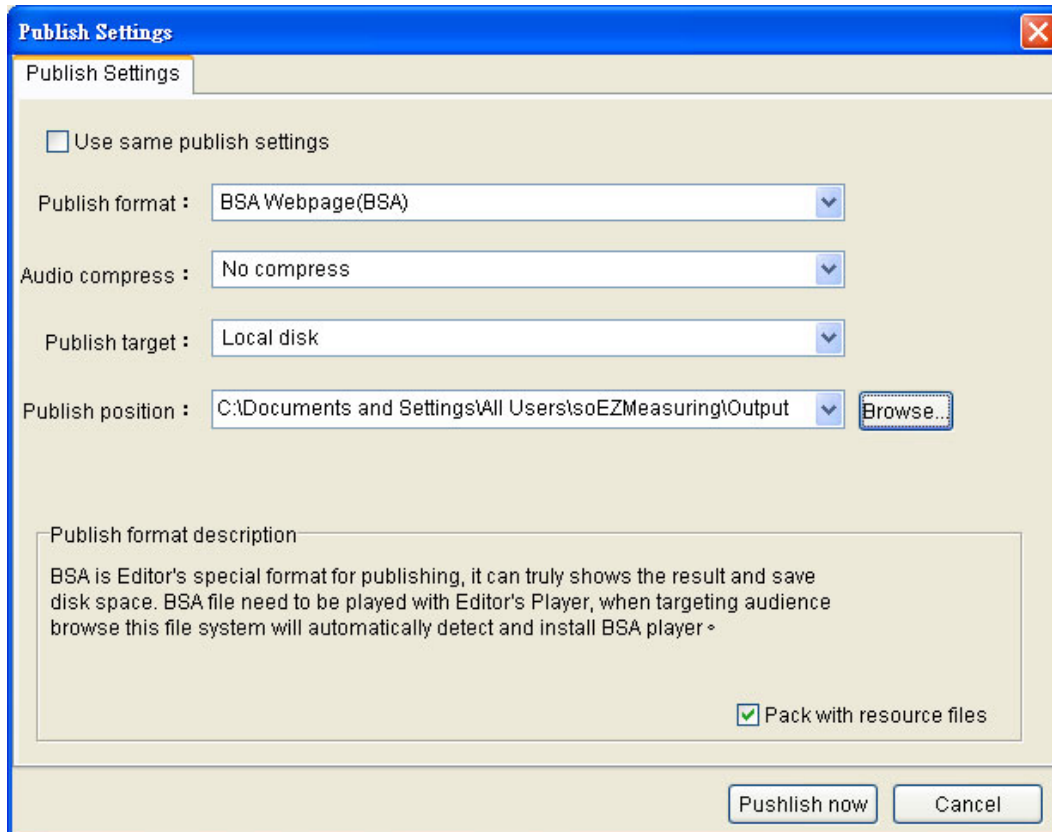 Publish Settings
Publish Settings
Use same publish settings
Publish format： BSA Webpage(BSA)
Audio compress： No compress
Publish target： Local disk
Publish position： C:\Documents and Settings\All Users\soEZMeasuring\Output Browse...
Publish format description
BSA is Editor's special format for publishing, it can truly shows the result and save
disk space. BSA file need to be played with Editor's Player, when targeting audience
browse this file system will automatically detect and install BSA player。
Pack with resource files
Pushlish now Cancel